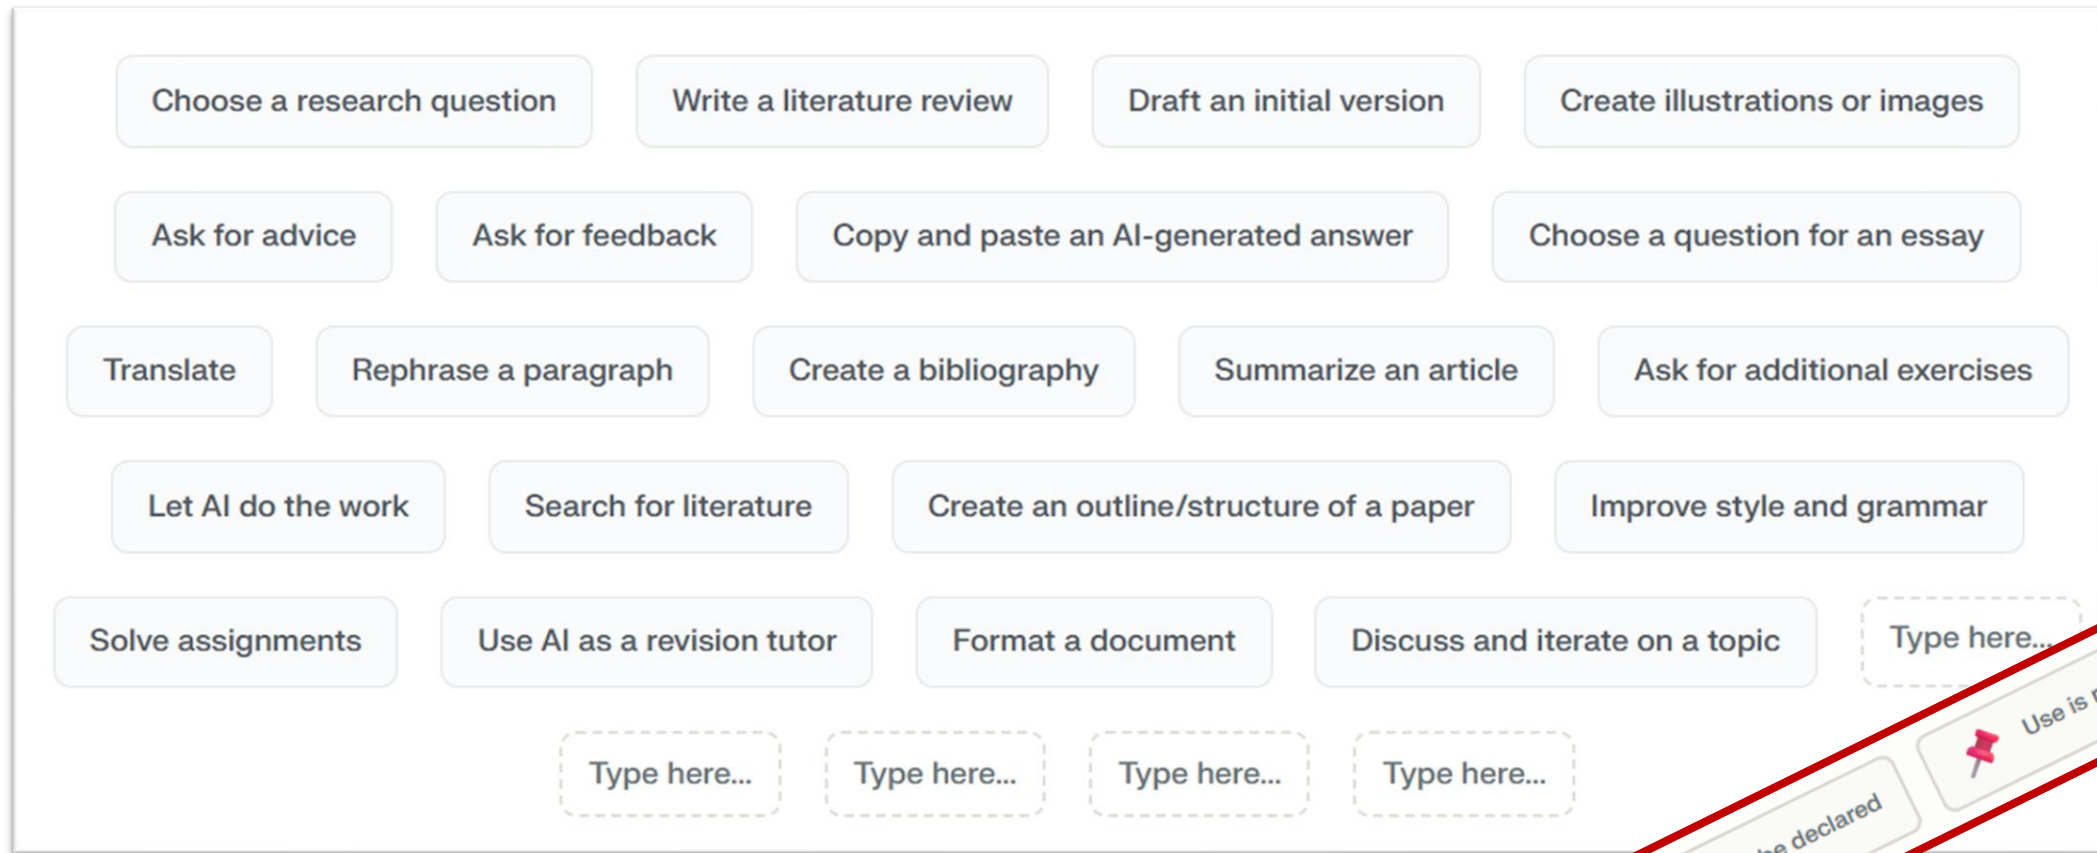 Choose a research question
Write a literature review
Draft an initial version
Create illustrations or images
Ask for advice
Ask for feedback
Copy and paste an AI-generated answer
Choose a question for an essay
Translate
Rephrase a paragraph
Create a bibliography
Summarize an article
Ask for additional exercises
Let AI do the work
Search for literature
Create an outline/structure of a paper
Improve style and grammar
Solve assignments
Use AI as a revision tutor
Format a document
Discuss and iterate on a topic
Type here...
Type here...
Type here...
Type here...
Type here...
Use is
declared